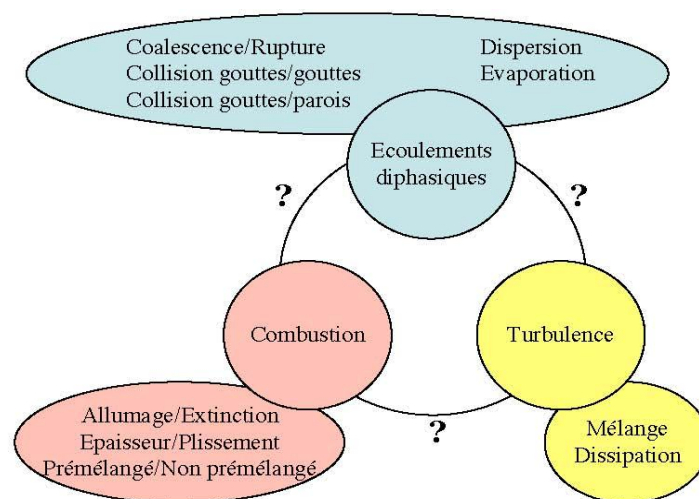 Coalescence/Rupture
Collision gouttes/gouttes
Collision gouttes/parois
Dispersion
Evaporation
Ecoulements
diphasiques
?
?
Combustion
Turbulence
?
Allumage/Extinction
Epaisseur/Plissement
Prémélangé/Non prémélangé
Mélange
Dissipation